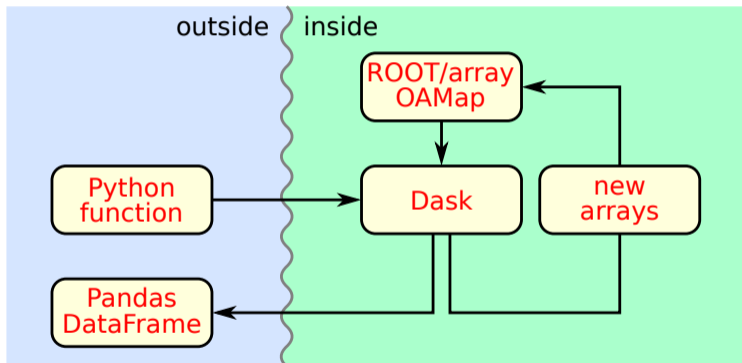 outside
inside
ROOT/array
OAMap
Python
function
Dask
new
arrays
Pandas
DataFrame